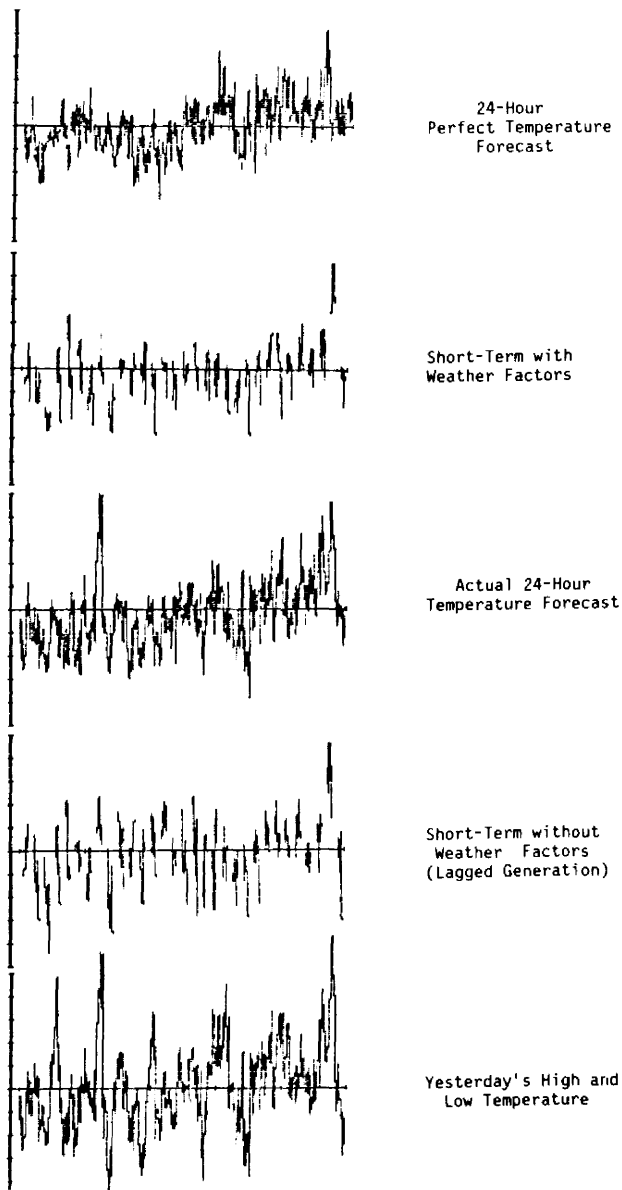 24-Hour
Perfect Temperature
Forecast
Short-Term with
Weather Factors
Actual 24-Hour
Temperature Forecast
Short-Term without
Weather Factors
(Lagged Generation)
Yesterday's High and
Low Temperature